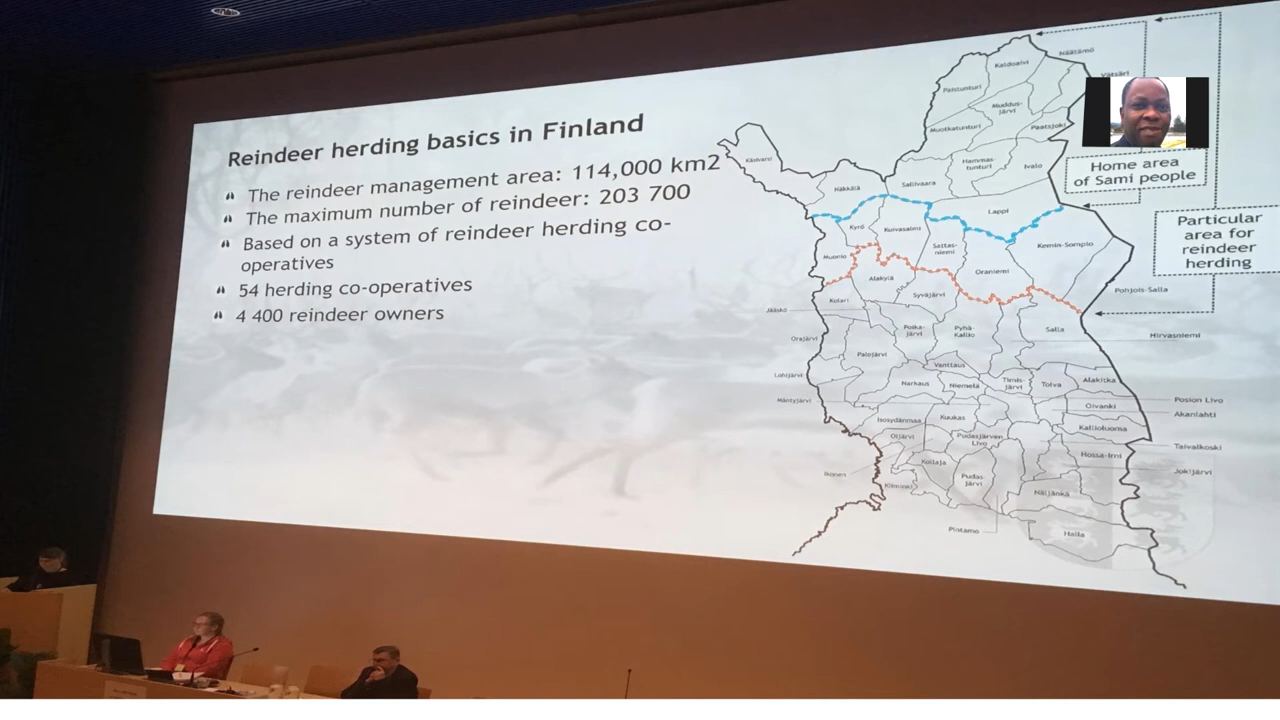 Reindeer herding basics in Finland
The reindeer management area: 114,000 km2
The maximum number of reindeer: 203 700
Based on a system of reindeer herding co-
operatives
54 herding co-operatives
4 400 reindeer owners
Näätämö
Kaldoaivi
Vätsäri
Paistunturi
Muddus-
järvi
Muotkatunturi
Paatsjoki
Käsivarsi
Hammas-
tunturi
Ivalo
Home area
of Sami people
Näkkälä
Sallivaara
Lappi
Particular
area for
reindeer
herding
Kyrö
Kuivasalmi
Sattas-
niemi
Kemin-Sompio
Muonio
Oraniemi
Alakylä
Pohjois-Salla
Kolari
Syväjärvi
Jääskö
Poika-
järvi
Pyhä-
Kallio
Salla
Hirvasniemi
Orajärvi
Palojärvi
Vanttaus
Lohijärvi
Narkaus
Niemelä
Timis-
järvi
Tolva
Alakitka
Mäntyjärvi
Oivanki
Posion Livo
Akanlahti
Isosydänmaa
Kuukas
Kallioluoma
Oijärvi
Pudasjärven
Livo
Taivalkoski
Hossa-Irni
Ikonen
Kollaja
Jokijärvi
Pudas-
järvi
Kiiminki
Näljänkä
Pintamo
Halla